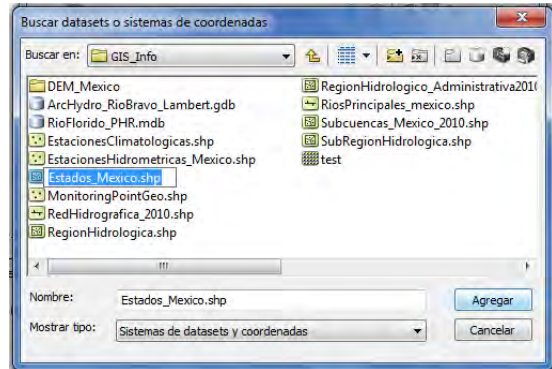 Buscar datasets o sistemas de coordenadas
Buscar en: GIS_Info
DEM_Mexico
ArcHydro_RioBravo_Lambert.gdb
RioFlorido_PHR.mdb
EstacionesClimatologicas.shp
EstacionesHidrometricas_Mexico.shp
Estados_Mexico.shp
MonitoringPointGeo.shp
RedHidrografica_2010.shp
RegionHidrologica.shp
RegionHidrologico_Administrativa2010
RiosPrincipales_mexico.shp
Subcuencas_Mexico_2010.shp
SubRegionHidrologica.shp
test
Nombre: Estados_Mexico.shp
Agregar
Mostrar tipo: Sistemas de datasets y coordenadas
Cancelar